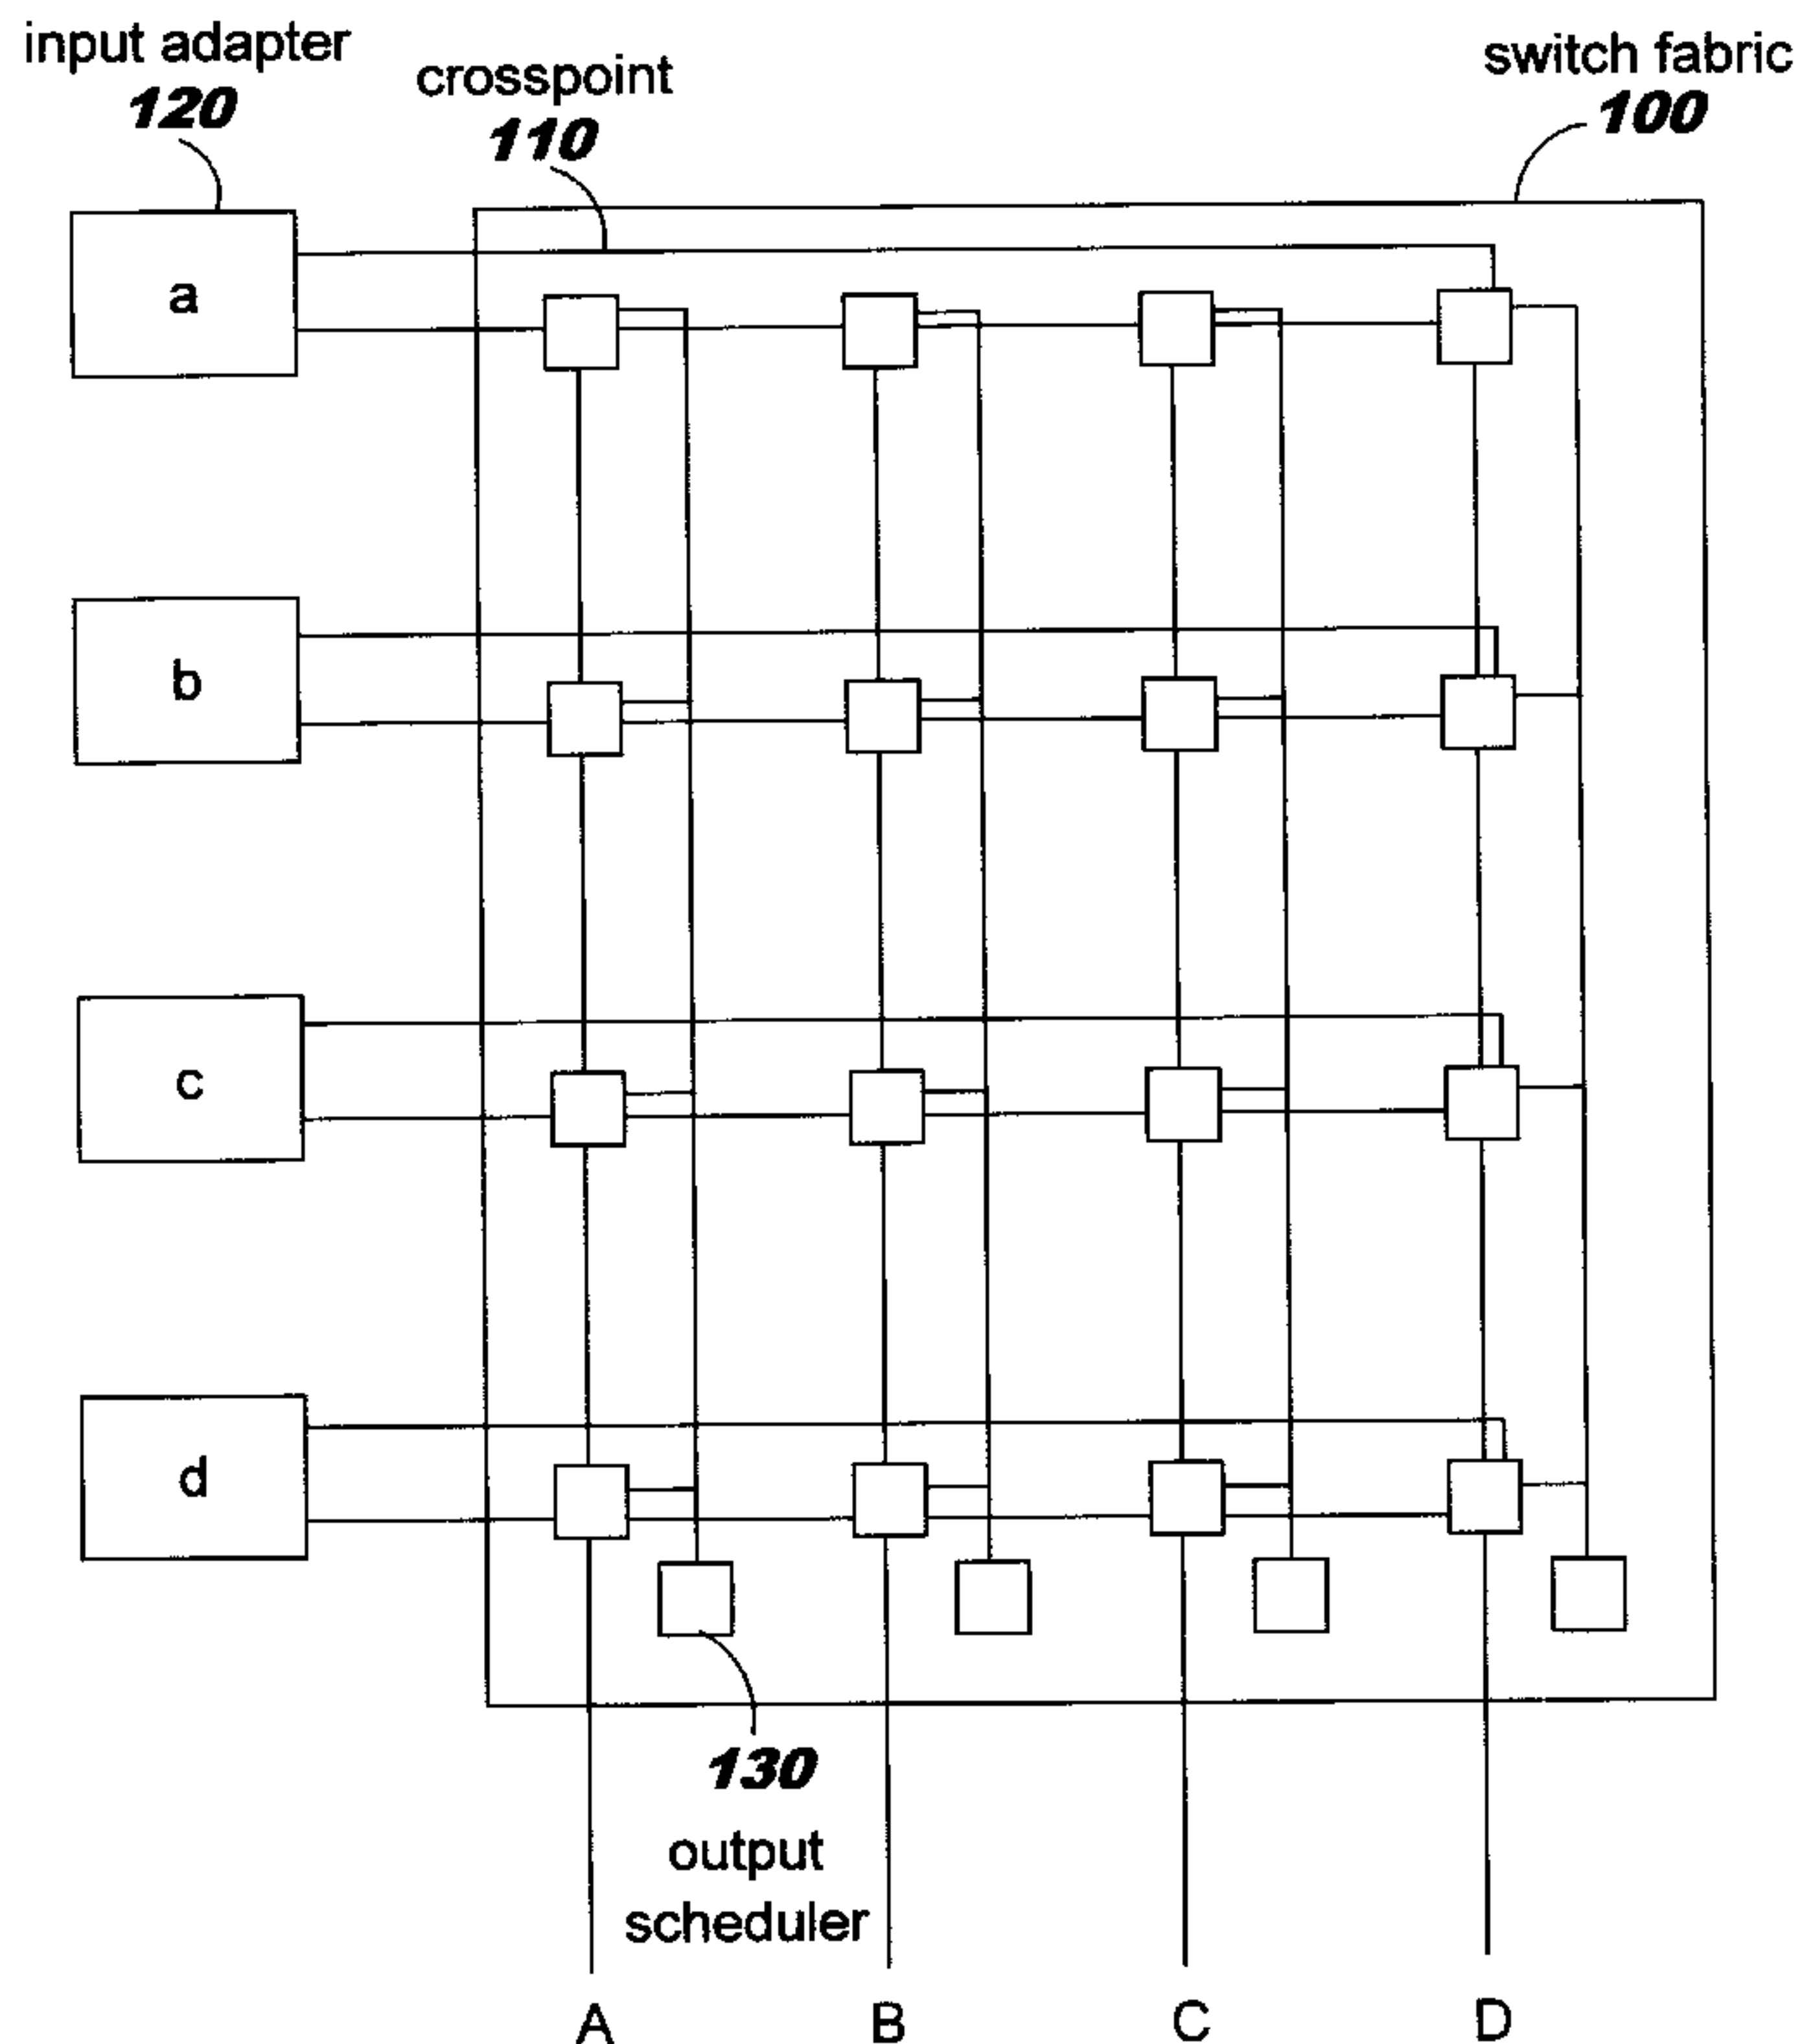 input adapter
120
crosspoint
110
switch fabric
100
a
b
c
d
130
output
scheduler
A
B
C
D